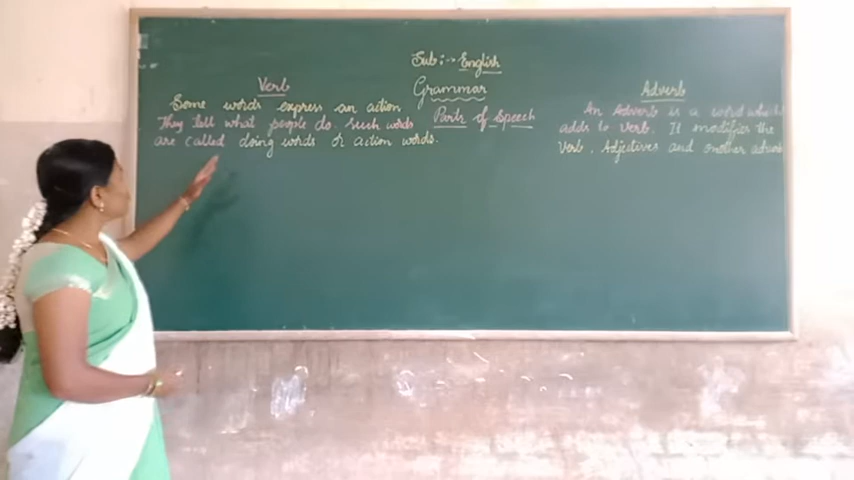 Sub:- English
Grammar
Parts of Speech
Verb
Some words express an action
They tell what people do. Such words
are called doing words or action words.
Adverb
An Adverb is a word which
adds to verb. It modifies the
Verb, Adjectives and another adverb